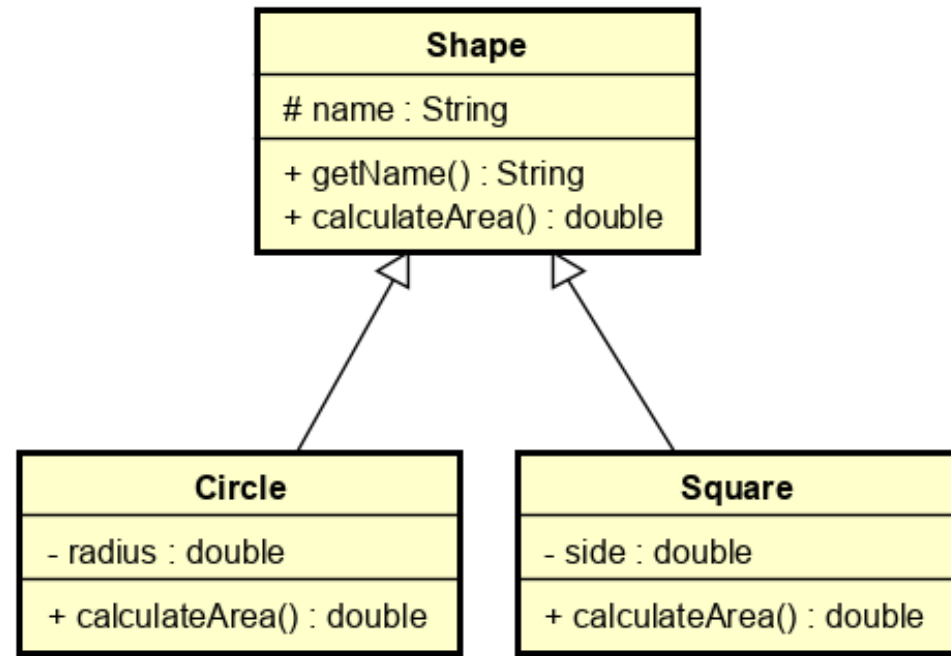 Shape
# name : String
+ getName() : String
+ calculateArea() : double
Circle
- radius : double
+ calculateArea() : double
Square
- side : double
+ calculateArea() : double